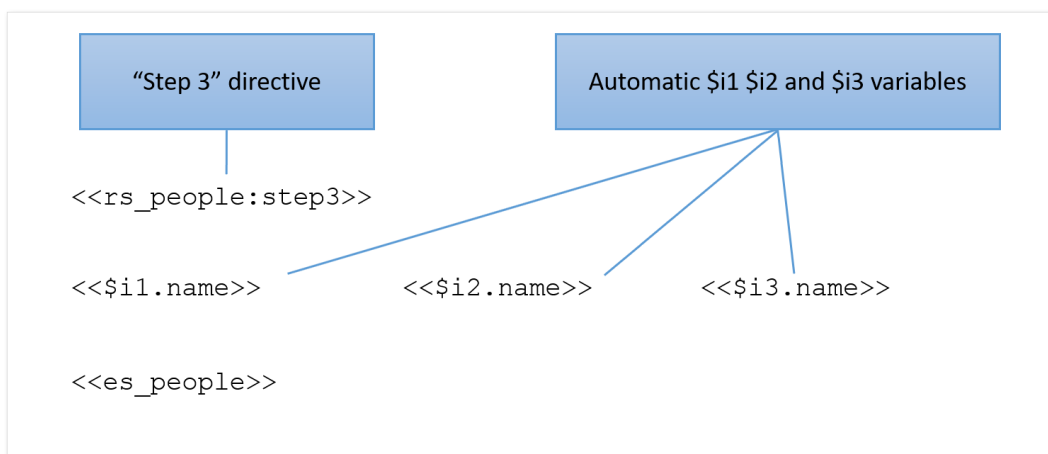 “Step 3” directive
Automatic $i1 $i2 and $i3 variables
<<rs_people:step3>>
<<$i1.name>> <<$i2.name>> <<$i3.name>>
<<es_people>>